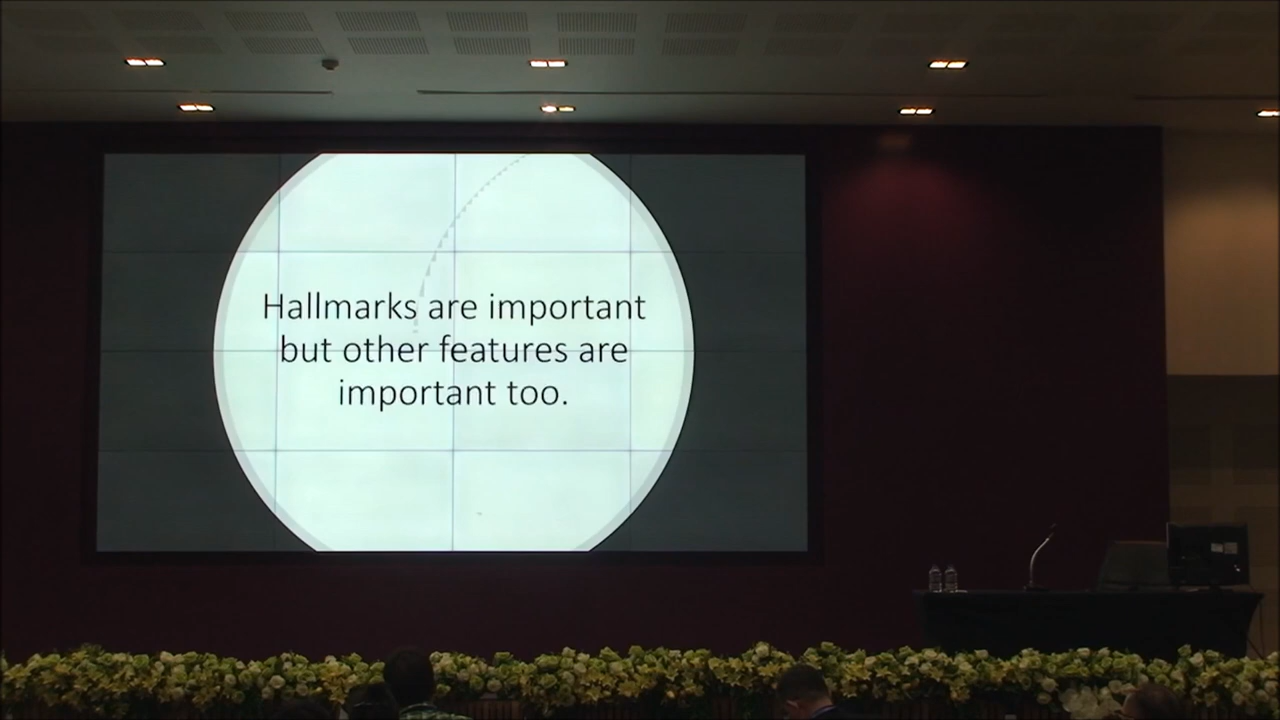 Hallmarks are important
but other features are
important too.